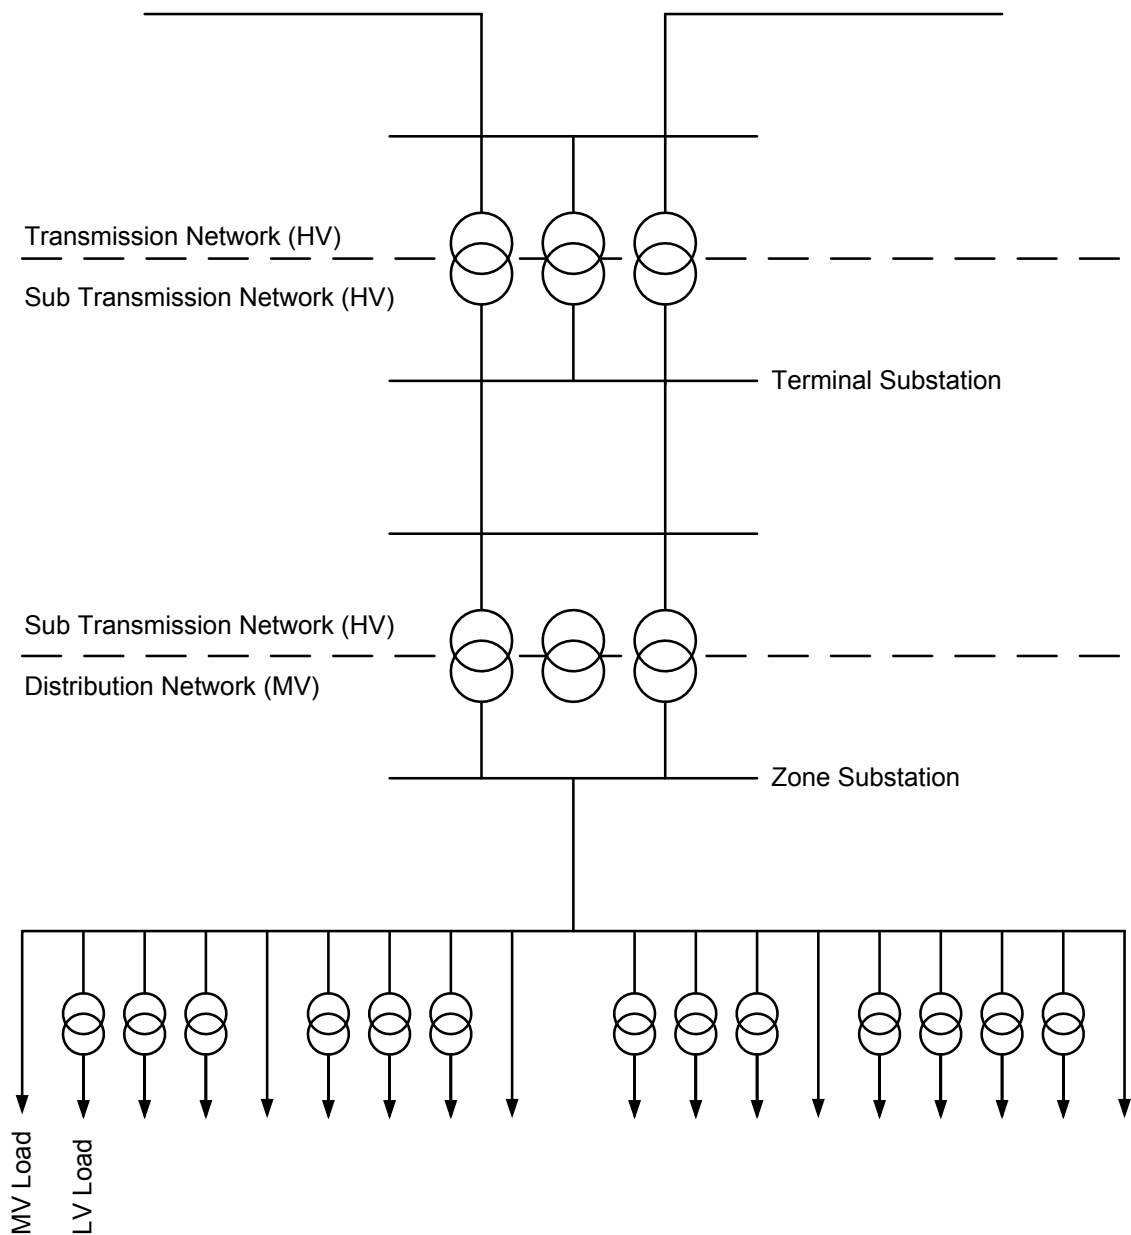 Transmission Network (HV)
Sub Transmission Network (HV)
Terminal Substation
Sub Transmission Network (HV)
Distribution Network (MV)
Zone Substation
MV Load
LV Load